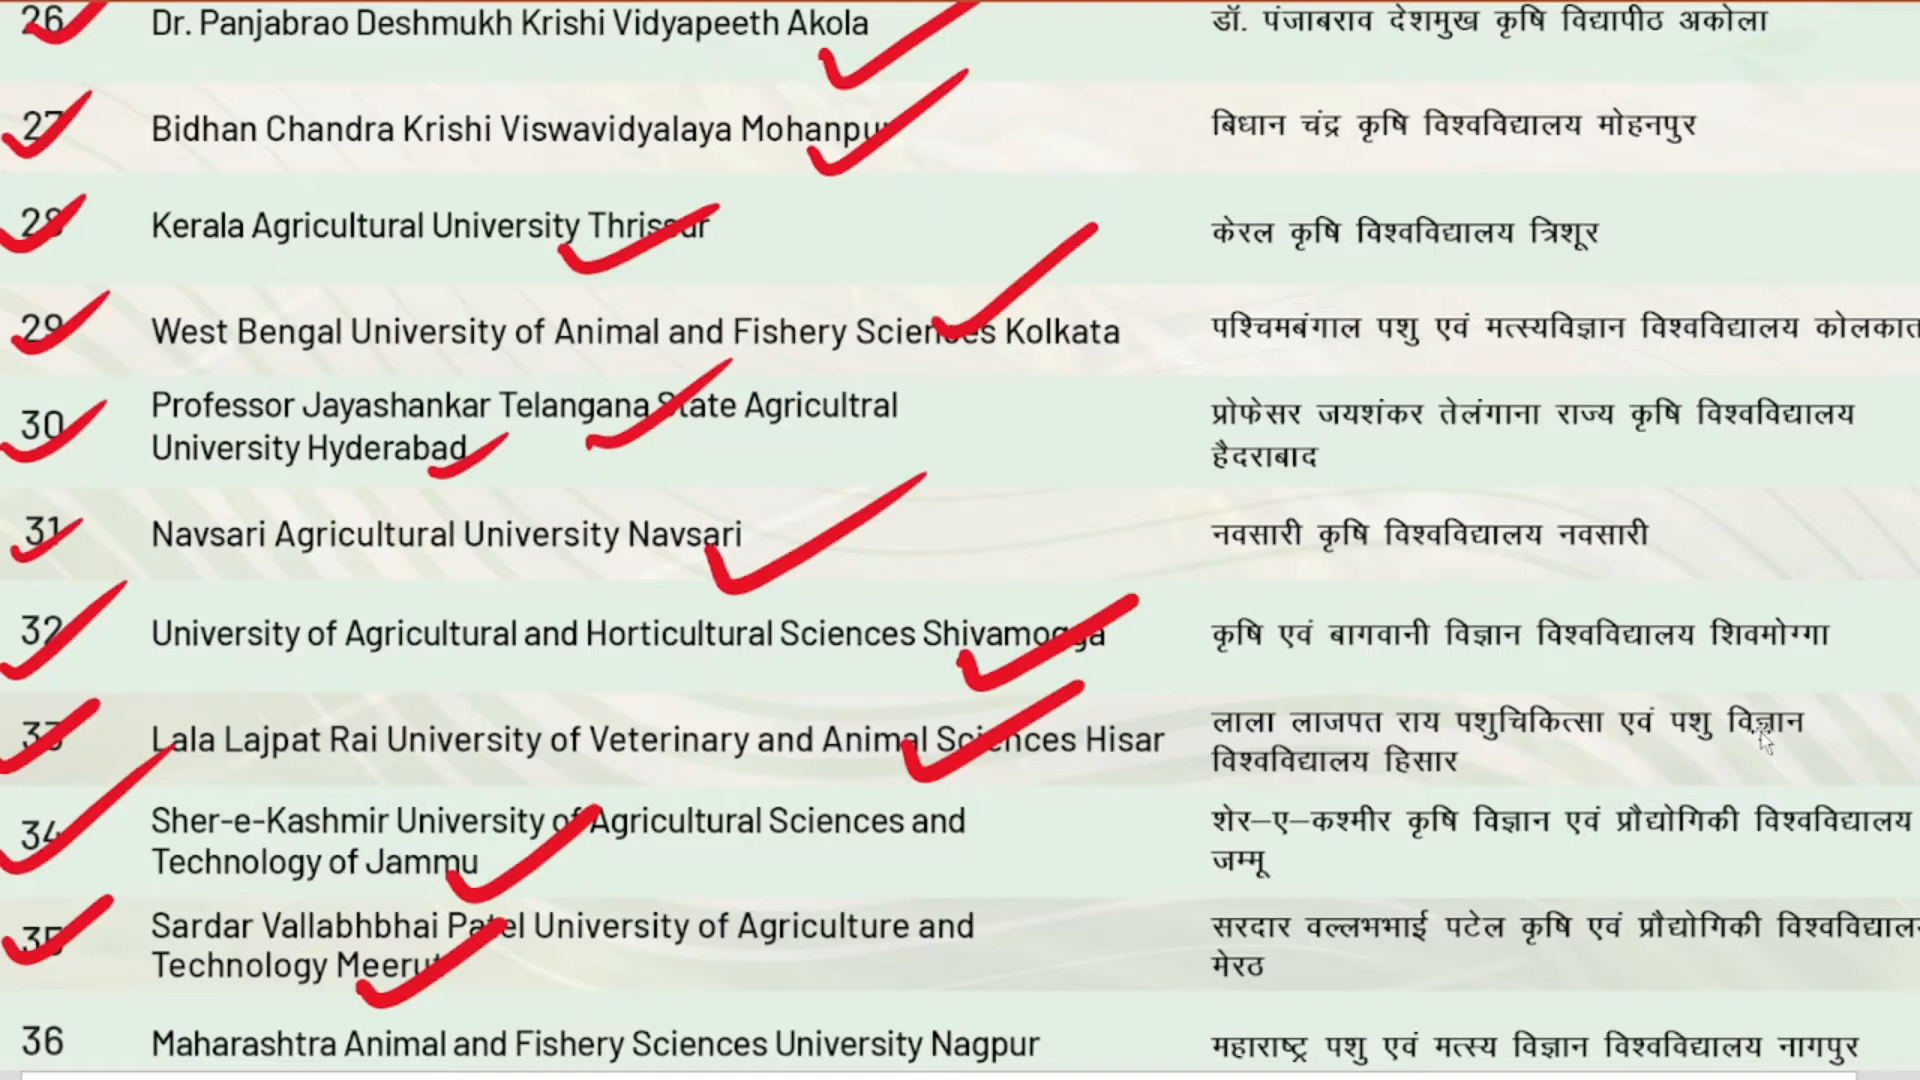 26 Dr. Panjabrao Deshmukh Krishi Vidyapeeth Akola डॉ. पंजाबराव देशमुख कृषि विद्यापीठ अकोला
27 Bidhan Chandra Krishi Viswavidyalaya Mohanpur बिधान चंद्र कृषि विश्वविद्यालय मोहनपुर
28 Kerala Agricultural University Thrissur केरल कृषि विश्वविद्यालय त्रिशूर
29 West Bengal University of Animal and Fishery Sciences Kolkata पश्चिमबंगाल पशु एवं मत्स्यविज्ञान विश्वविद्यालय कोलकात
30 Professor Jayashankar Telangana State Agricultral प्रोफेसर जयशंकर तेलंगाना राज्य कृषि विश्वविद्यालय
University Hyderabad हैदराबाद
31 Navsari Agricultural University Navsari नवसारी कृषि विश्वविद्यालय नवसारी
32 University of Agricultural and Horticultural Sciences Shivamogga कृषि एवं बागवानी विज्ञान विश्वविद्यालय शिवमोग्गा
33 Lala Lajpat Rai University of Veterinary and Animal Sciences Hisar लाला लाजपत राय पशुचिकित्सा एवं पशु विज्ञान
विश्वविद्यालय हिसार
34 Sher-e-Kashmir University of Agricultural Sciences and शेर–ए–कश्मीर कृषि विज्ञान एवं प्रौद्योगिकी विश्वविद्यालय
Technology of Jammu जम्मू
35 Sardar Vallabhbhai Patel University of Agriculture and सरदार वल्लभभाई पटेल कृषि एवं प्रौद्योगिकी विश्वविद्याल
Technology Meerut मेरठ
36 Maharashtra Animal and Fishery Sciences University Nagpur महाराष्ट्र पशु एवं मत्स्य विज्ञान विश्वविद्यालय नागपुर